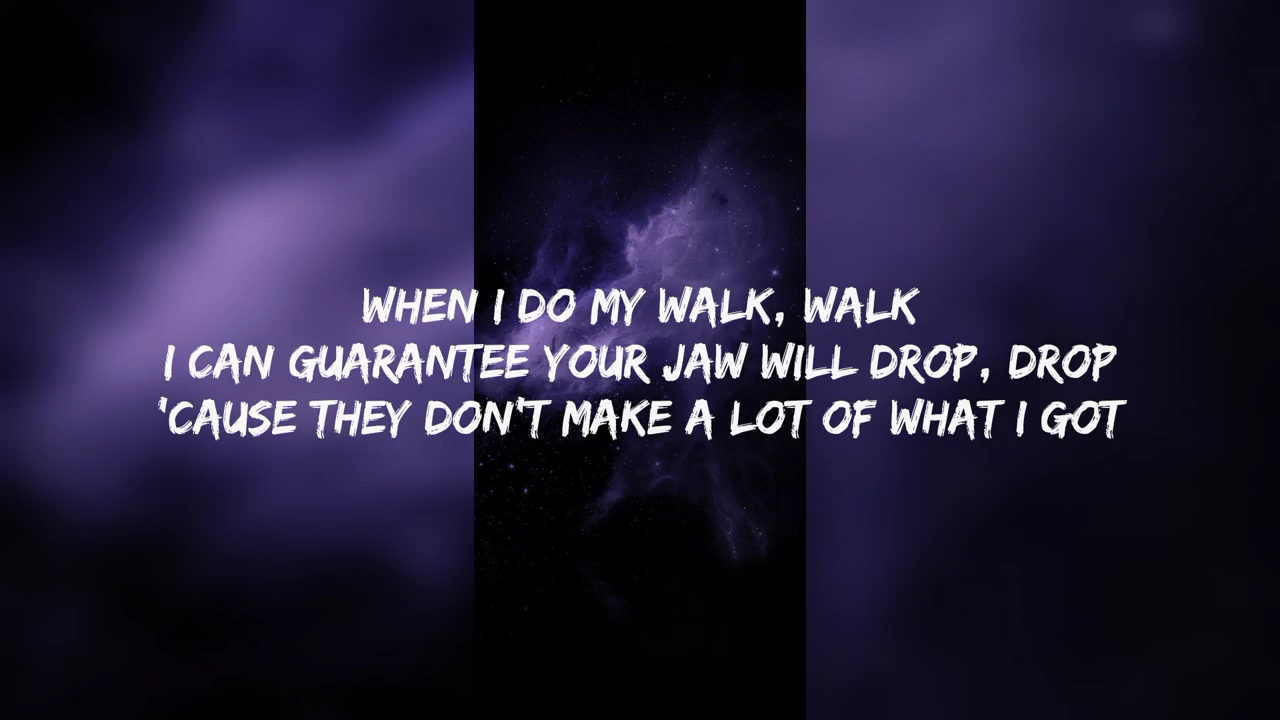 WHEN I DO MY WALK, WALK
I CAN GUARANTEE YOUR JAW WILL DROP, DROP
'CAUSE THEY DON'T MAKE A LOT OF WHAT I GOT